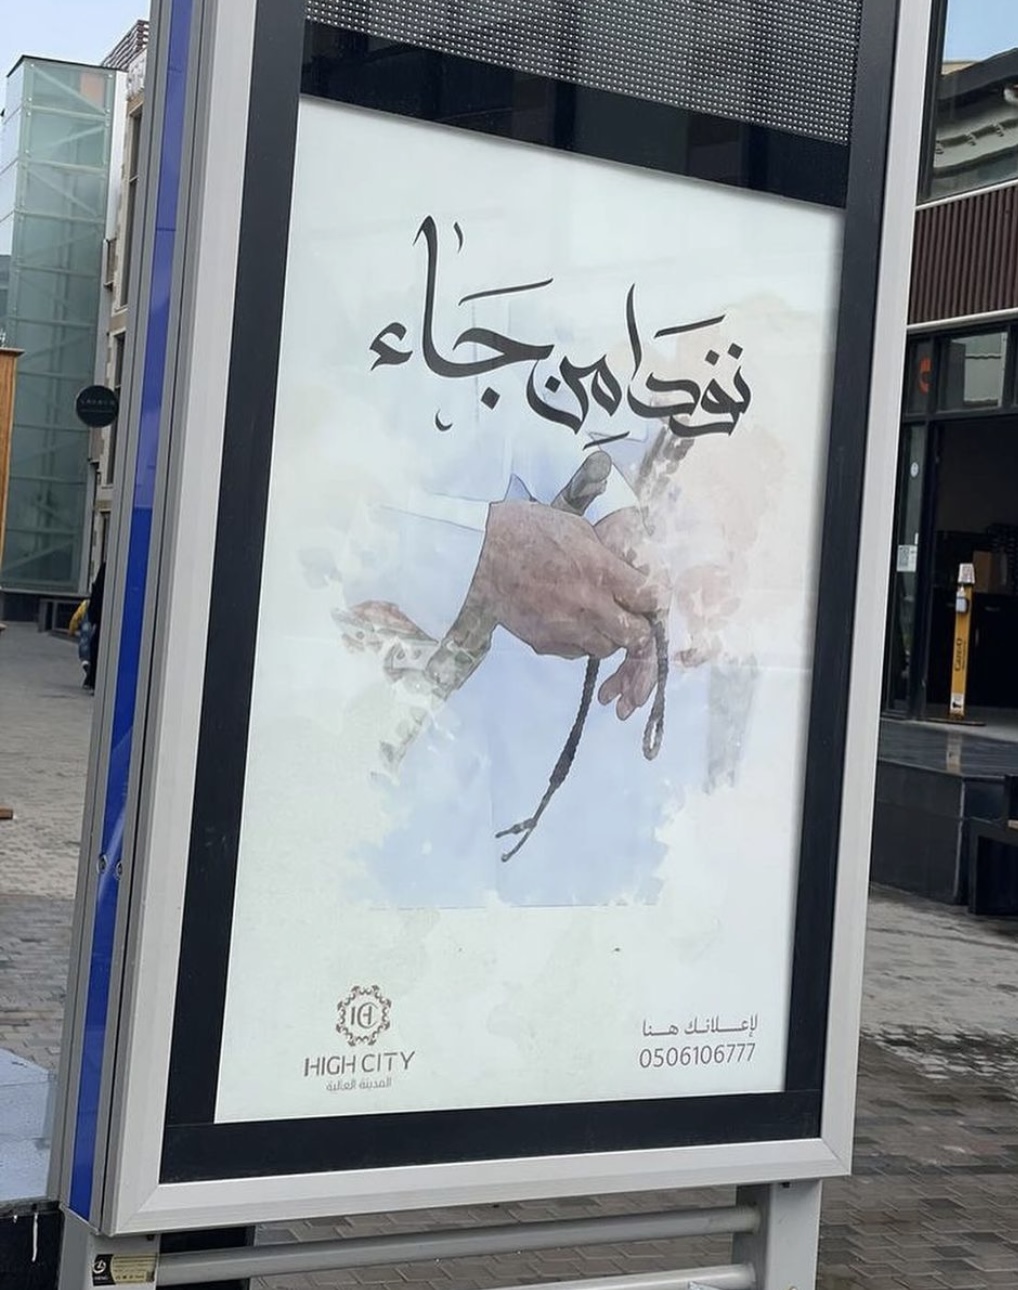 نفدا من جاء
لإعلانك هنا
0506106777
HIGH CITY
المدينة العالية